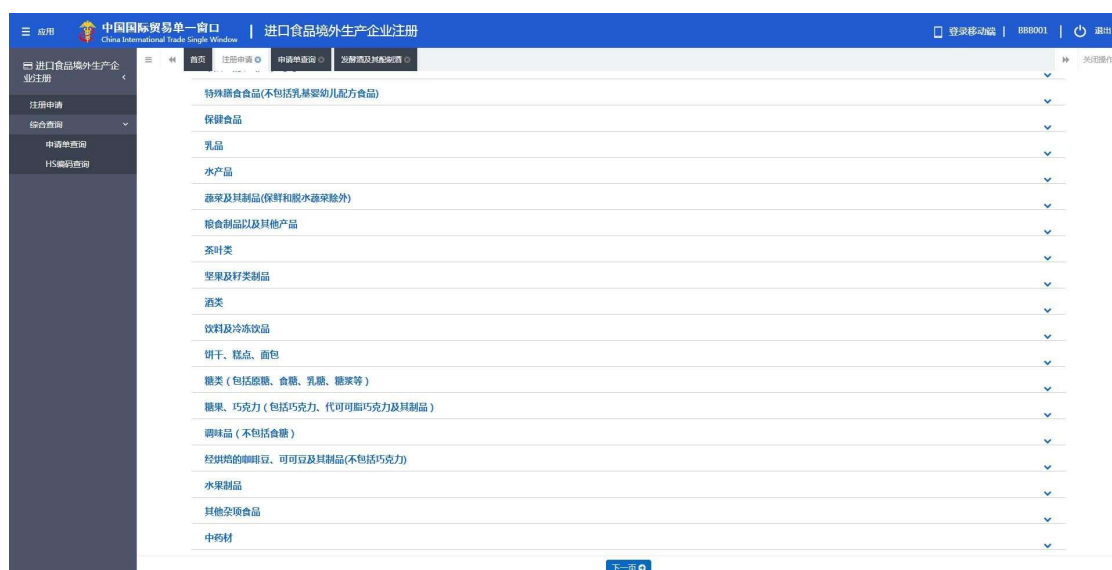 应用
中国国际贸易单一窗口
China International Trade Single Window
进口食品境外生产企业注册
登录移动端
BBB001
退出
进口食品境外生产企
业注册
注册申请
综合查询
申请单查询
HS编码查询
首页
注册申请
申请单查询
发酵酒及其配制酒
关闭操作
特殊膳食食品(不包括乳基婴幼儿配方食品)
保健食品
乳品
水产品
蔬菜及其制品(保鲜和脱水蔬菜除外)
粮食制品以及其他产品
茶叶类
坚果及籽类制品
酒类
饮料及冷冻饮品
饼干、糕点、面包
糖类（包括原糖、食糖、乳糖、糖浆等）
糖果、巧克力（包括巧克力、代可可脂巧克力及其制品）
调味品（不包括食糖）
经烘焙的咖啡豆、可可豆及其制品(不包括巧克力)
水果制品
其他杂项食品
中药材
下一页